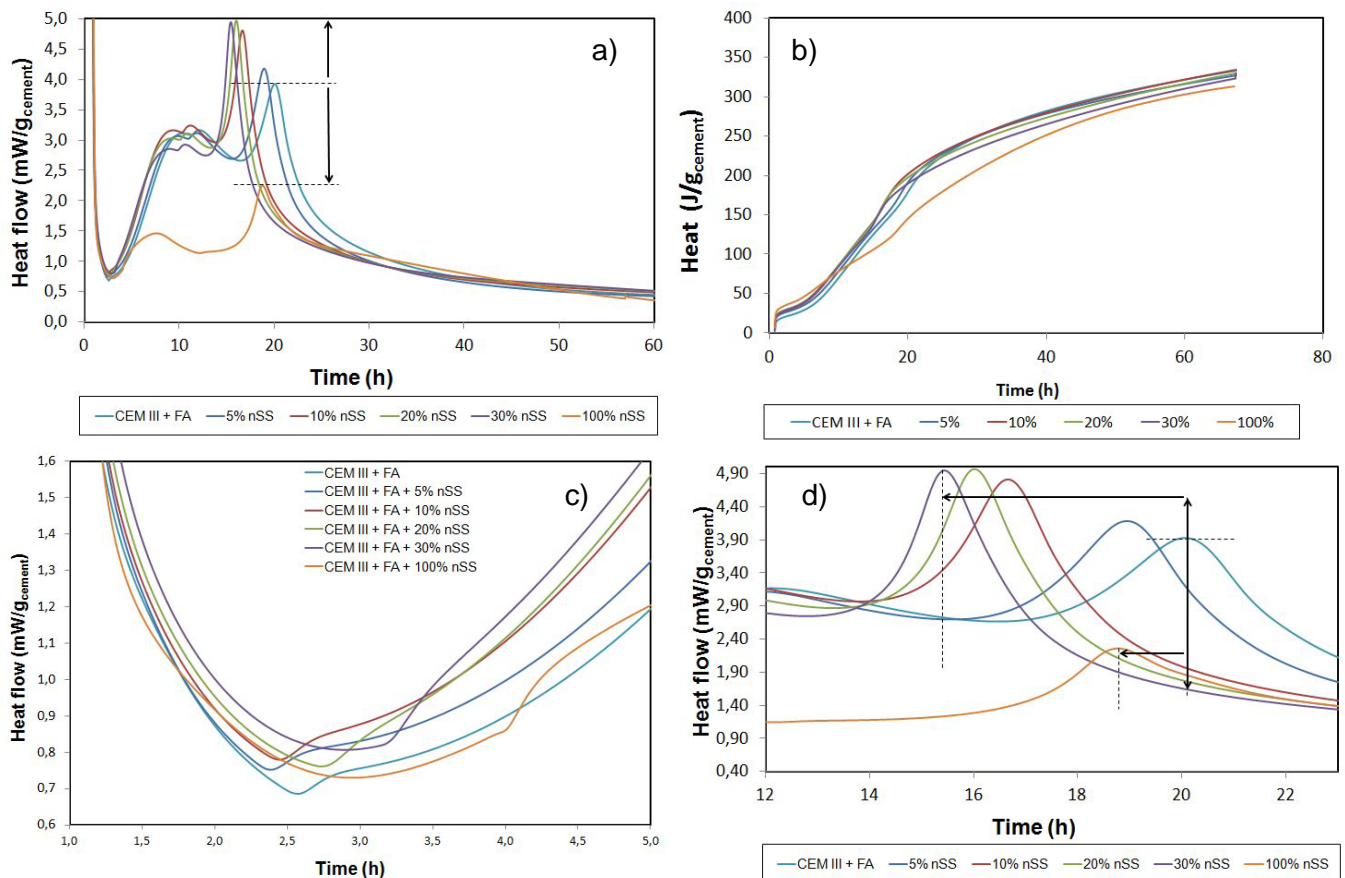 a)
Heat flow (mW/gcement)
5,0
4,5
4,0
3,5
3,0
2,5
2,0
1,5
1,0
0,5
0,0
0 10 20 30 40 50 60
Time (h)
CEM III + FA 5% nSS 10% nSS 20% nSS 30% nSS 100% nSS
b)
Heat (J/gcement)
400
350
300
250
200
150
100
50
0
0 20 40 60 80
Time (h)
CEM III + FA 5% 10% 20% 30% 100%
c)
Heat flow (mW/gcement)
1,6
1,5
1,4
1,3
1,2
1,1
1,0
0,9
0,8
0,7
0,6
CEM III + FA
CEM III + FA + 5% nSS
CEM III + FA + 10% nSS
CEM III + FA + 20% nSS
CEM III + FA + 30% nSS
CEM III + FA + 100% nSS
1,0 1,5 2,0 2,5 3,0 3,5 4,0 4,5 5,0
Time (h)
d)
Heat flow (mW/gcement)
4,90
4,40
3,90
3,40
2,90
2,40
1,90
1,40
0,90
0,40
12 14 16 18 20 22
Time (h)
CEM III + FA 5% nSS 10% nSS 20% nSS 30% nSS 100% nSS